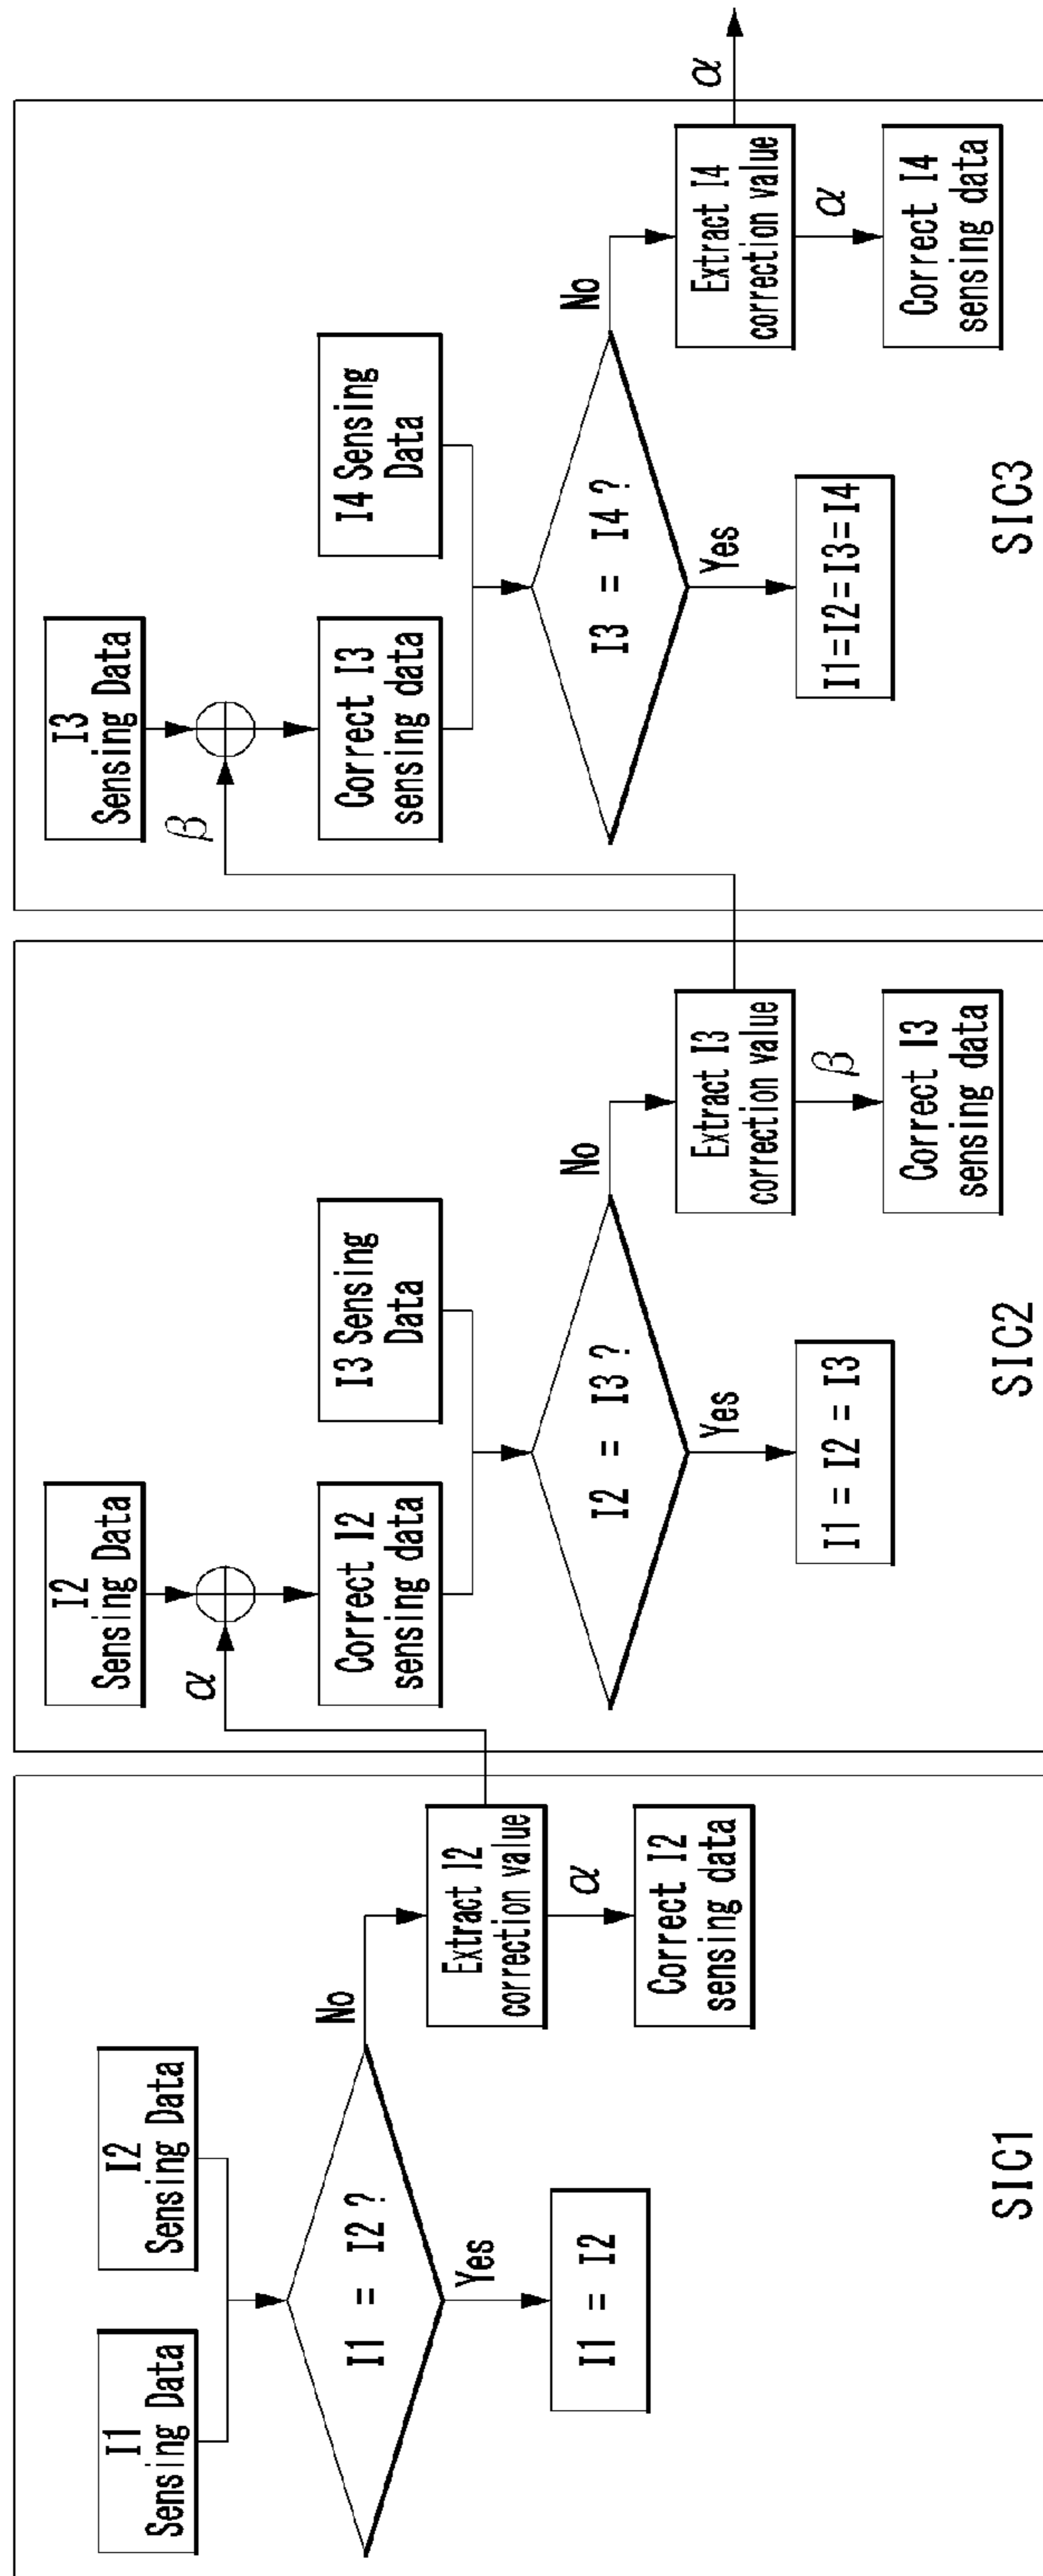 I1
Sensing Data
I2
Sensing Data
I1 = I2 ?
No
Yes
I1 = I2
Extract I2
correction value
α
Correct I2
sensing data
SIC1
α
I2
Sensing Data
Correct I2
sensing data
I3 Sensing
Data
I2 = I3 ?
No
Yes
I1 = I2 = I3
Extract I3
correction value
β
Correct I3
sensing data
SIC2
β
I3
Sensing Data
Correct I3
sensing data
I4 Sensing
Data
I3 = I4 ?
No
Yes
I1=I2=I3=I4
Extract I4
correction value
α
Correct I4
sensing data
α
SIC3